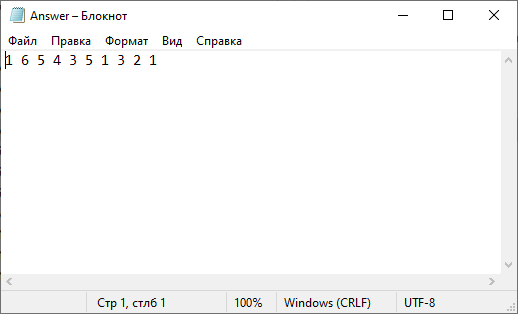 Answer – Блокнот
Файл Правка Формат Вид Справка
1 6 5 4 3 5 1 3 2 1
Стр 1, стлб 1 100% Windows (CRLF) UTF-8